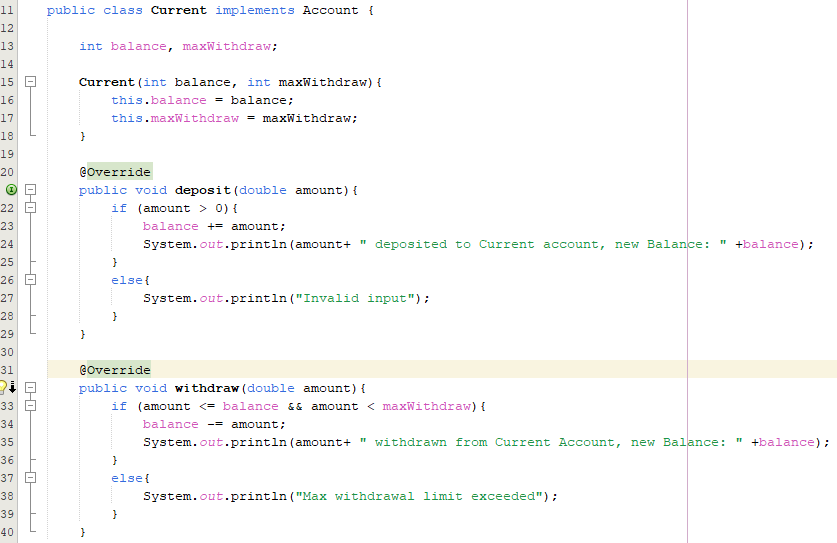 11 public class Current implements Account {
12
13 int balance, maxWithdraw;
14
15 Current(int balance, int maxWithdraw){
16 this.balance = balance;
17 this.maxWithdraw = maxWithdraw;
18 }
19
20 @Override
public void deposit(double amount){
22 if (amount > 0){
23 balance += amount;
24 System.out.println(amount+ " deposited to Current account, new Balance: " +balance);
25 }
26 else{
27 System.out.println("Invalid input");
28 }
29 }
30
31 @Override
public void withdraw(double amount){
33 if (amount <= balance && amount < maxWithdraw){
34 balance -= amount;
35 System.out.println(amount+ " withdrawn from Current Account, new Balance: " +balance);
36 }
37 else{
38 System.out.println("Max withdrawal limit exceeded");
39 }
40 }